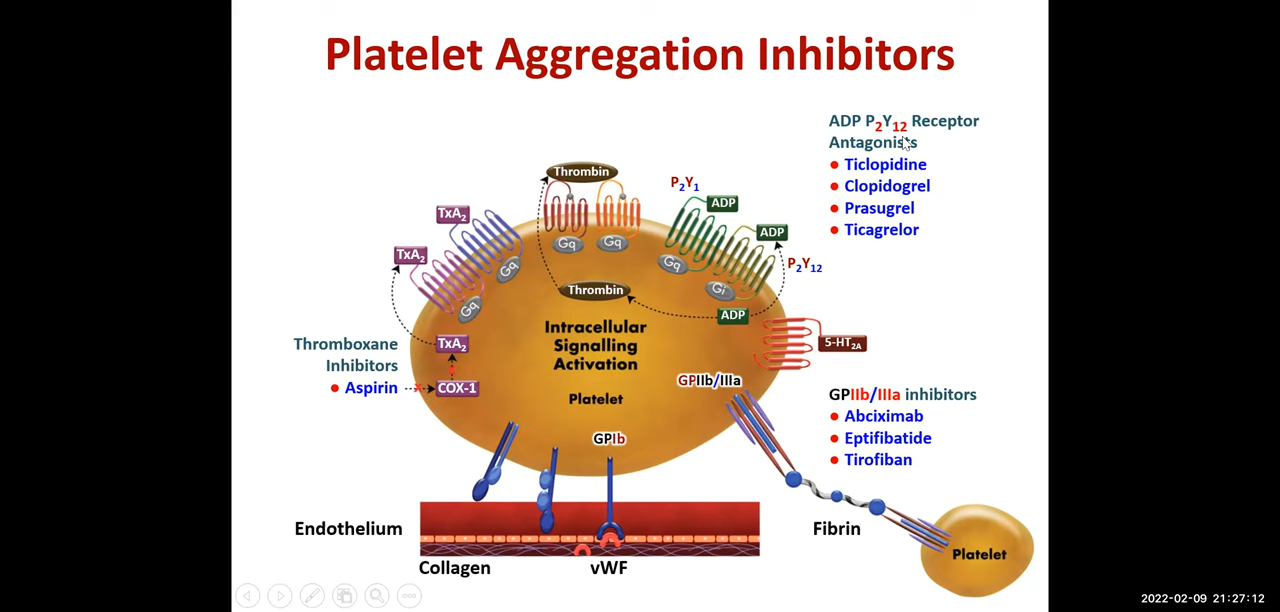 Platelet Aggregation Inhibitors
ADP P2Y12 Receptor
Antagonists
• Ticlopidine
• Clopidogrel
• Prasugrel
• Ticagrelor
Thrombin
P2Y1
ADP
TxA2
ADP
TxA2
Gq
Gq
Gq
Gq
Gq
Gi
P2Y12
Thrombin
ADP
Intracellular
Signalling
Activation
Platelet
5-HT2A
Thromboxane
Inhibitors
• Aspirin
TxA2
COX-1
GPIIb/IIIa
GPIIb/IIIa inhibitors
• Abciximab
• Eptifibatide
• Tirofiban
GPIb
Endothelium
Fibrin
Platelet
Collagen
vWF
2022-02-09 21:27:12